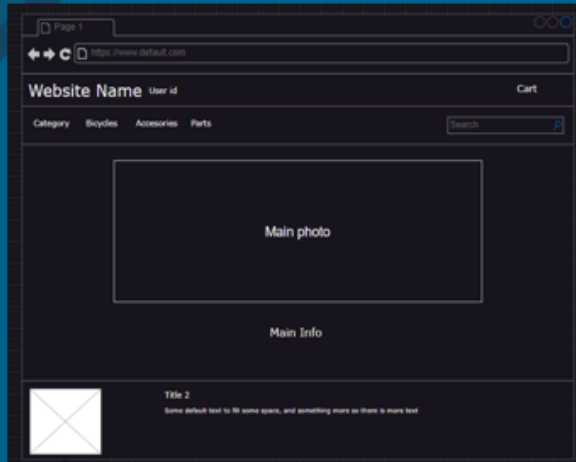 Page 1
https://www.default.com
Website Name User id Cart
Category Bicycles Accesories Parts Search
Main photo
Main Info
Title 2
Some default text to fill some space, and something more so there is more text